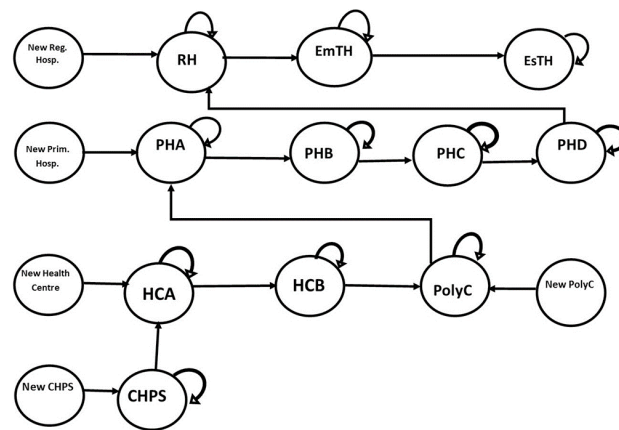 New Reg.
Hosp.
RH
EmTH
EsTH
New Prim.
Hosp.
PHA
PHB
PHC
PHD
New Health
Centre
HCA
HCB
PolyC
New PolyC
New CHPS
CHPS